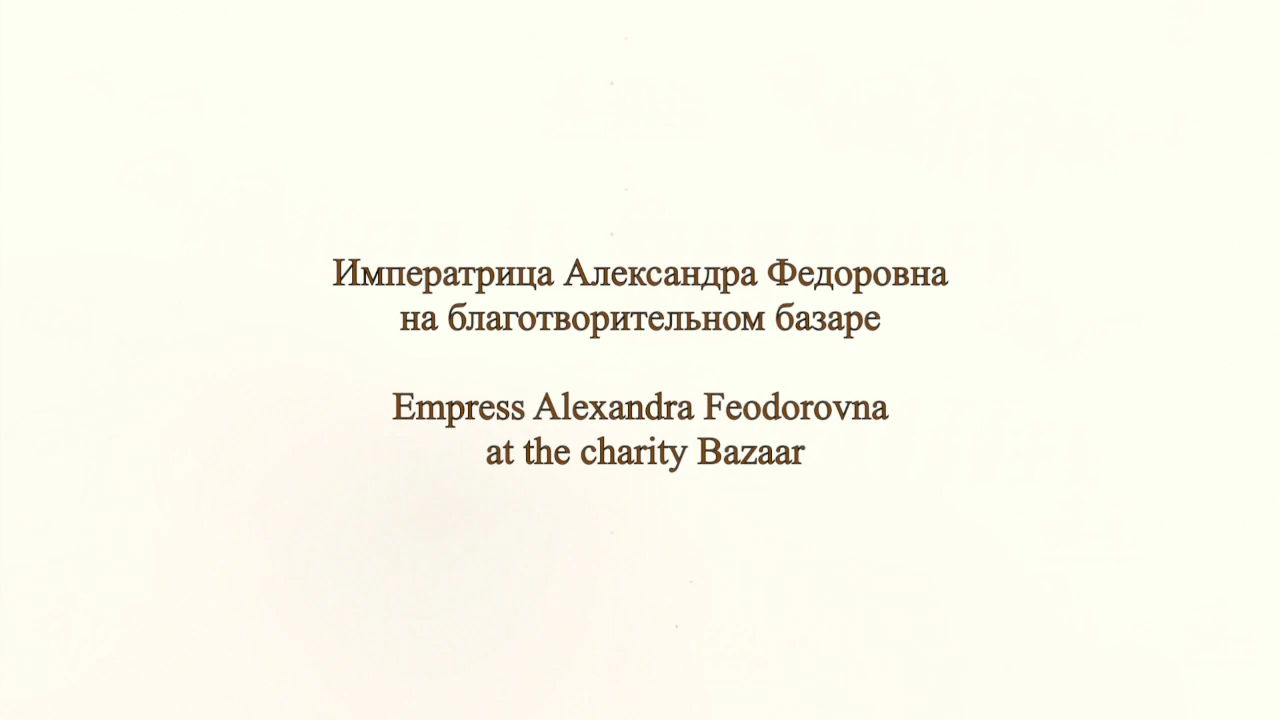 Императрица Александра Федоровна
на благотворительном базаре
Empress Alexandra Feodorovna
at the charity Bazaar